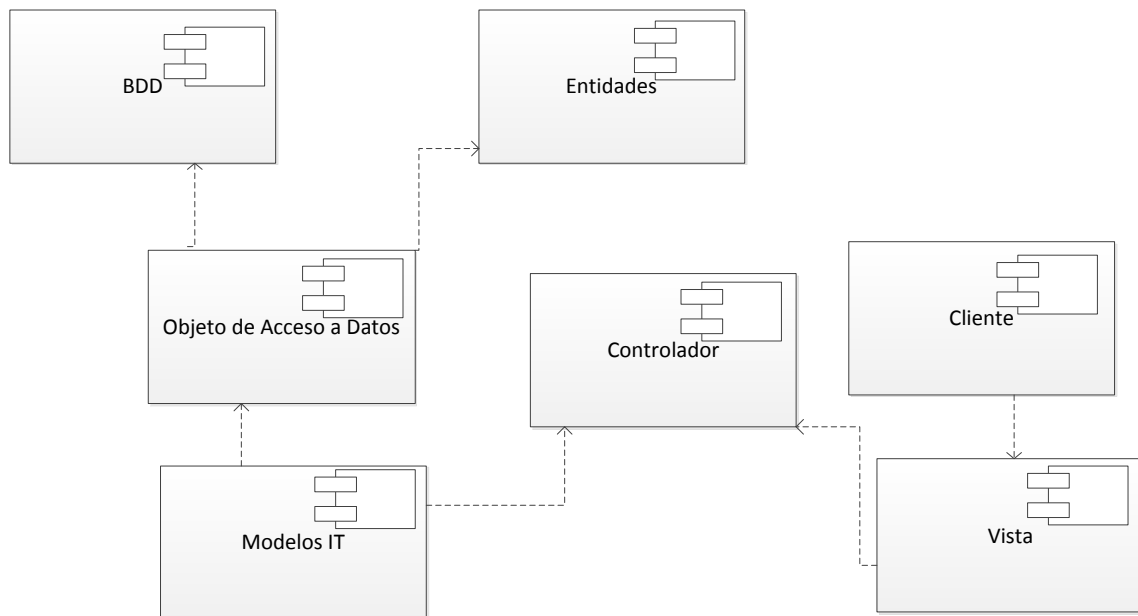 BDD
Entidades
Objeto de Acceso a Datos
Controlador
Cliente
Modelos IT
Vista